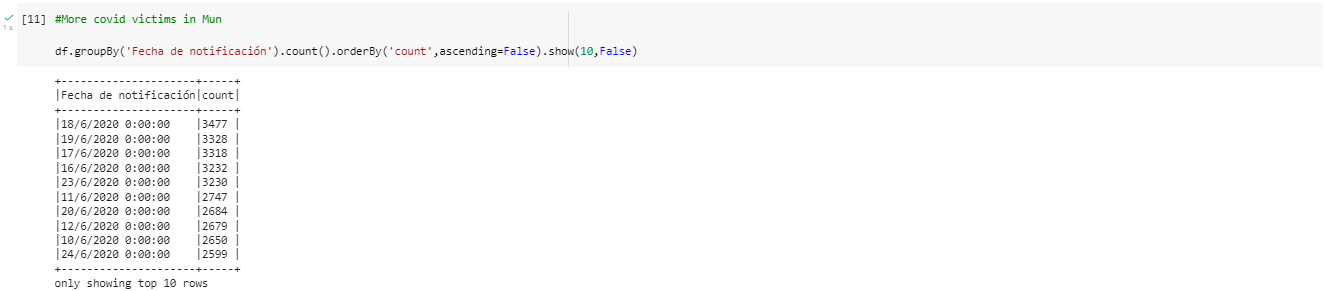 [11] #More covid victims in Mun
1s
df.groupBy('Fecha de notificación').count().orderBy('count',ascending=False).show(10,False)
+---------------------+-----+
|Fecha de notificación|count|
+---------------------+-----+
|18/6/2020 0:00:00    |3477 |
|19/6/2020 0:00:00    |3328 |
|17/6/2020 0:00:00    |3318 |
|16/6/2020 0:00:00    |3232 |
|23/6/2020 0:00:00    |3230 |
|11/6/2020 0:00:00    |2747 |
|20/6/2020 0:00:00    |2684 |
|12/6/2020 0:00:00    |2679 |
|10/6/2020 0:00:00    |2650 |
|24/6/2020 0:00:00    |2599 |
+---------------------+-----+
only showing top 10 rows